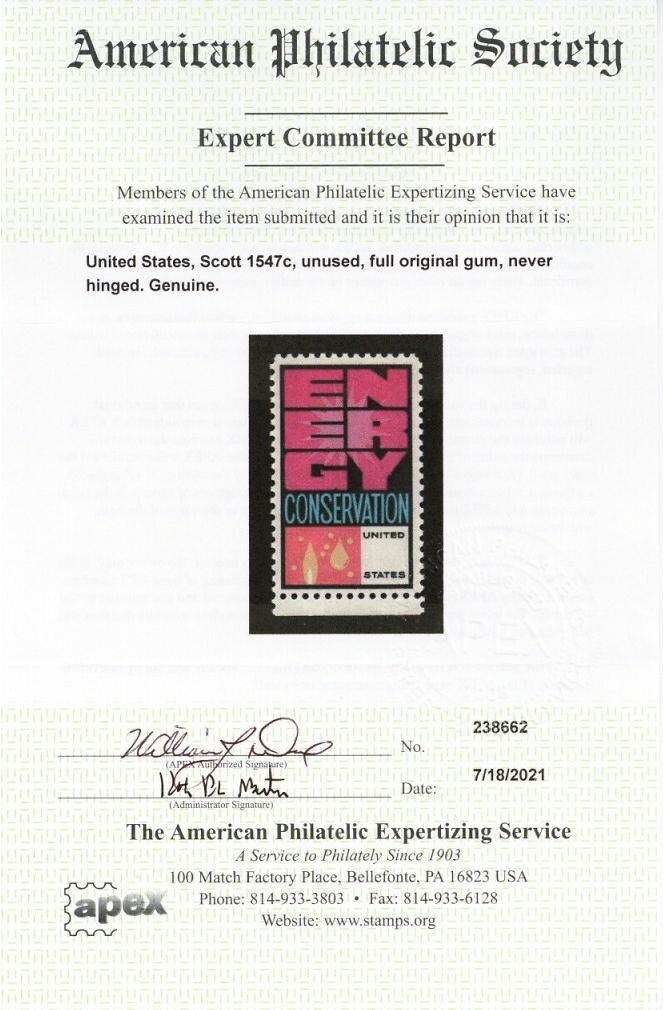 American Philatelic Society
Expert Committee Report
Members of the American Philatelic Expertizing Service have
examined the item submitted and it is their opinion that it is:
United States, Scott 1547c, unused, full original gum, never
hinged. Genuine.
EN
ER
GY
CONSERVATION
UNITED
STATES
238662
(APEX Authorized Signature)
No.
7/18/2021
(Administrator Signature)
Date:
The American Philatelic Expertizing Service
A Service to Philately Since 1903
100 Match Factory Place, Bellefonte, PA 16823 USA
apex
Phone: 814-933-3803 • Fax: 814-933-6128
Website: www.stamps.org